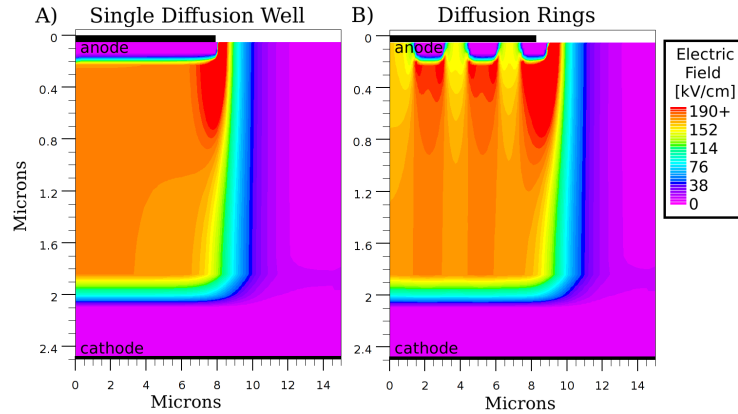 A) Single Diffusion Well
B) Diffusion Rings
0
anode
0.4
0.8
1.2
1.6
2
2.4
cathode
Microns
0 2 4 6 8 10 12 14
Microns
0
anode
0.4
0.8
1.2
1.6
2
2.4
cathode
0 2 4 6 8 10 12 14
Microns
Electric
Field
[kV/cm]
190+
152
114
76
38
0